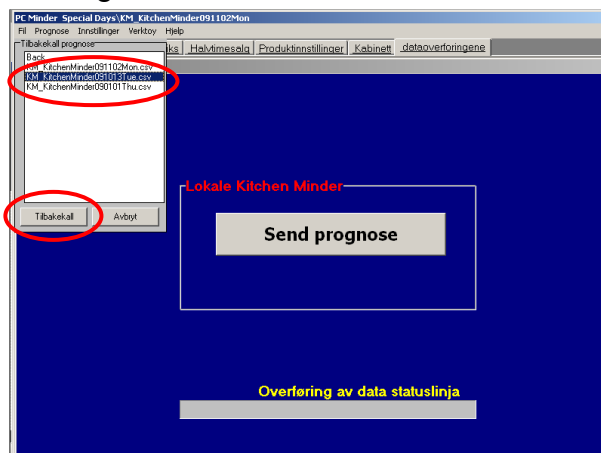 PC Minder Special Days\KM_KitchenMinder091102Mon
Fil Prognose Innstillinger Verktoy Hjelp
Tilbakekall prognose
ks Halvtimesalg Produktinnstillinger Kabinett dataoverforingene
Back
KM_KitchenMinder091102Mon.csv
KM_KitchenMinder091013Tue.csv
KM_KitchenMinder090101Thu.csv
Tilbakekall Avbryt
Lokale Kitchen Minder
Send prognose
Overføring av data statuslinja